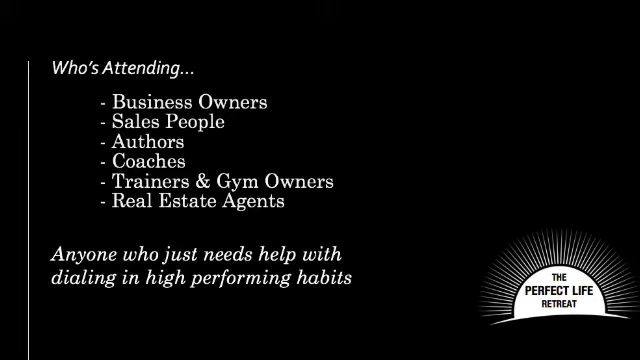 Who's Attending...
- Business Owners
- Sales People
- Authors
- Coaches
- Trainers & Gym Owners
- Real Estate Agents
Anyone who just needs help with
dialing in high performing habits
THE
PERFECT LIFE
RETREAT